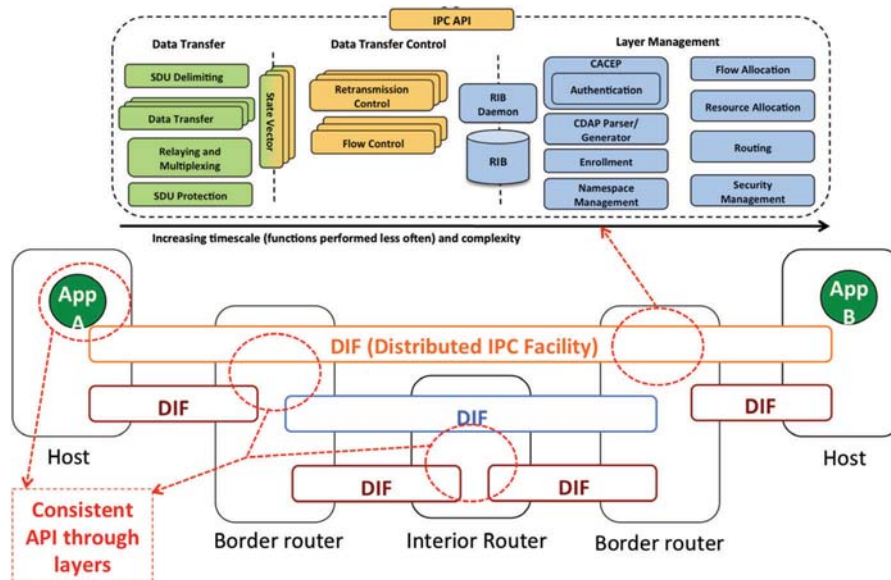 IPC API
Data Transfer
Data Transfer Control
Layer Management
SDU Delimiting
Data Transfer
Relaying and
Multiplexing
SDU Protection
State Vector
Retransmission
Control
Flow Control
RIB
Daemon
RIB
CACEP
Authentication
CDAP Parser/
Generator
Enrollment
Namespace
Management
Flow Allocation
Resource Allocation
Routing
Security
Management
Increasing timescale (functions performed less often) and complexity
App
A
App
B
DIF (Distributed IPC Facility)
DIF
DIF
DIF
Host
Host
DIF
DIF
Consistent
API through
layers
Border router
Interior Router
Border router